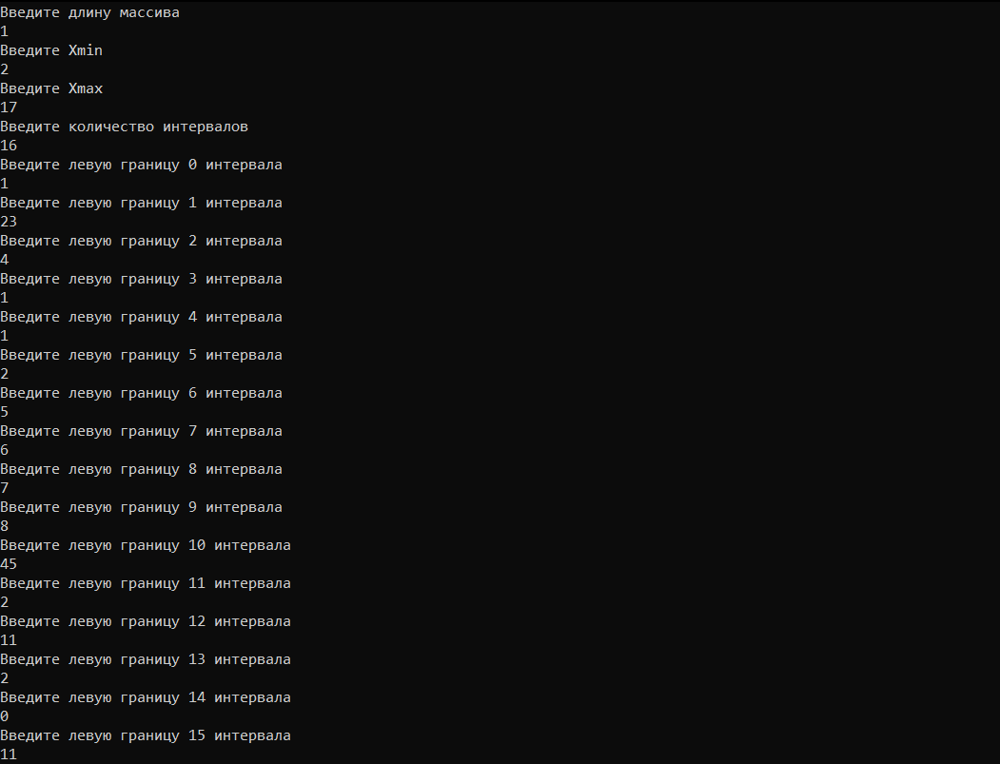 Введите длину массива
1
Введите Xmin
2
Введите Xmax
17
Введите количество интервалов
16
Введите левую границу 0 интервала
1
Введите левую границу 1 интервала
23
Введите левую границу 2 интервала
4
Введите левую границу 3 интервала
1
Введите левую границу 4 интервала
1
Введите левую границу 5 интервала
2
Введите левую границу 6 интервала
5
Введите левую границу 7 интервала
6
Введите левую границу 8 интервала
7
Введите левую границу 9 интервала
8
Введите левую границу 10 интервала
45
Введите левую границу 11 интервала
2
Введите левую границу 12 интервала
11
Введите левую границу 13 интервала
2
Введите левую границу 14 интервала
0
Введите левую границу 15 интервала
11